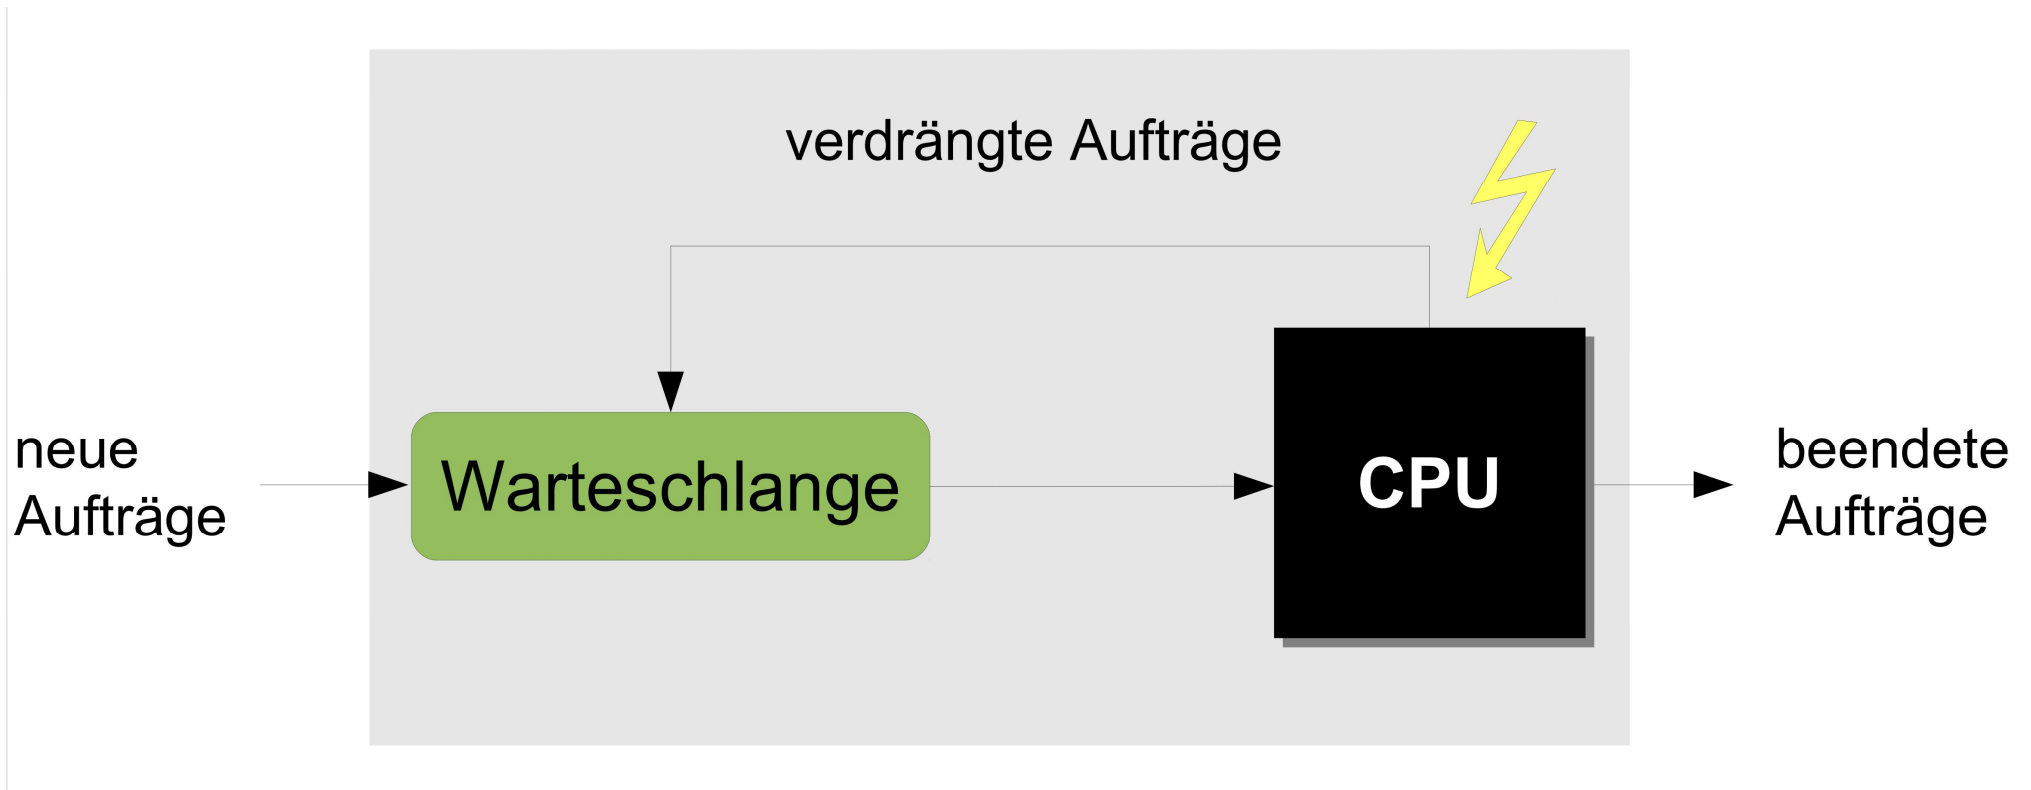 verdrängte Aufträge
neue
Aufträge
Warteschlange
CPU
beendete
Aufträge